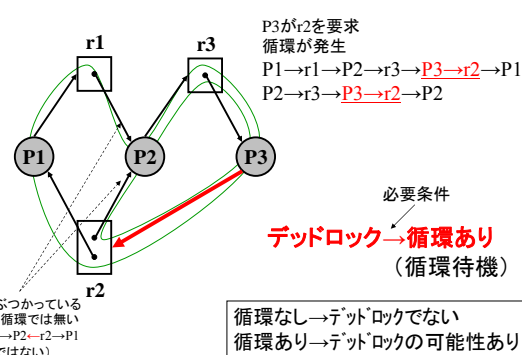 r1
r3
P3がr2を要求
循環が発生
P1→r1→P2→r3→P3→r2→P1
P2→r3→P3→r2→P2
P1
P2
P3
必要条件
デッドロック→循環あり
（循環待機）
r2
ぶつかっている
循環では無い
→P2←r2→P1
ではない）
循環なし→デッドロックでない
循環あり→デッドロックの可能性あり